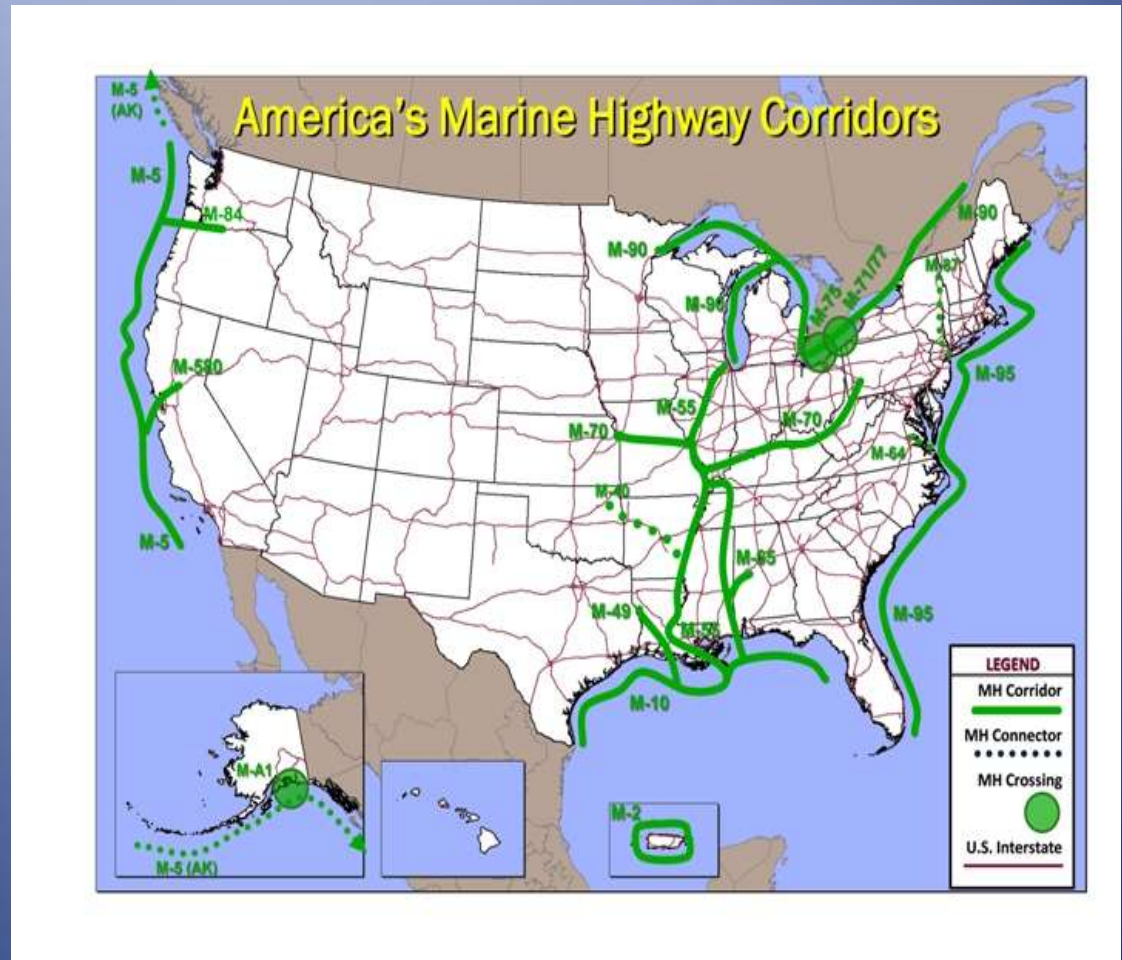 America's Marine Highway Corridors
M-5
(AK)
M-5
M-84
M-580
M-5
M-90
M-90
M-75
M-71/77
M-90
M-87
M-95
M-55
M-70
M-70
M-64
M-40
M-65
M-49
M-55
M-10
M-95
M-A1
M-5 (AK)
M-2
LEGEND
MH Corridor
MH Connector
MH Crossing
U.S. Interstate